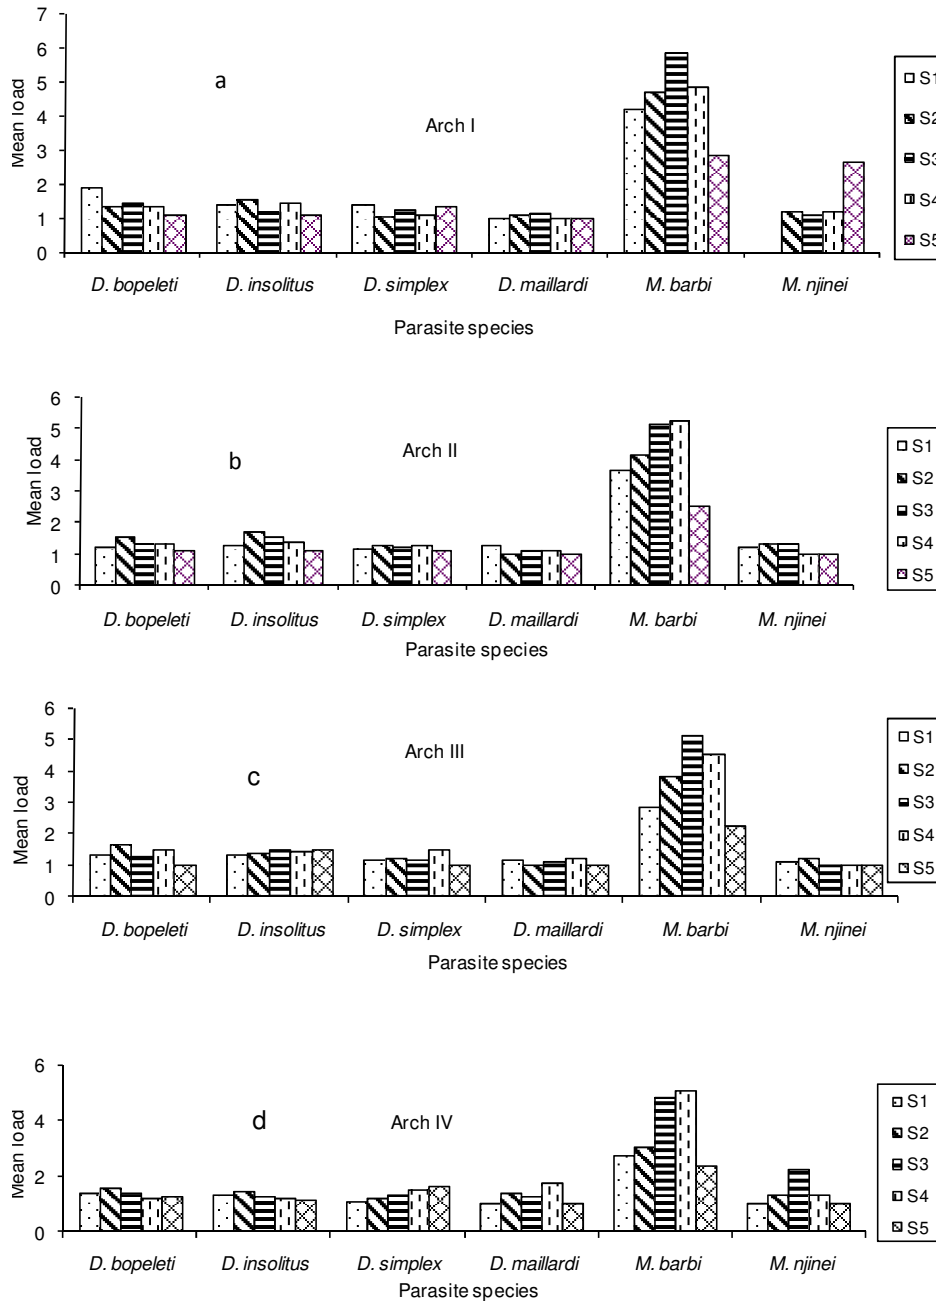 7
6
5
4
3
2
1
0
Mean load
a
Arch I
S1
S2
S3
S4
S5
D. bopeleti D. insolitus D. simplex D. maillardi M. barbi M. njinei
Parasite species
6
5
4
3
2
1
0
Mean load
b
Arch II
S1
S2
S3
S4
S5
D. bopeleti D. insolitus D. simplex D. maillardi M. barbi M. njinei
Parasite species
6
5
4
3
2
1
0
Mean load
c
Arch III
S1
S2
S3
S4
S5
D. bopeleti D. insolitus D. simplex D. maillardi M. barbi M. njinei
Parasite species
6
4
2
0
Mean load
d
Arch IV
S1
S2
S3
S4
S5
D. bopeleti D. insolitus D. simplex D. maillardi M. barbi M. njinei
Parasite species